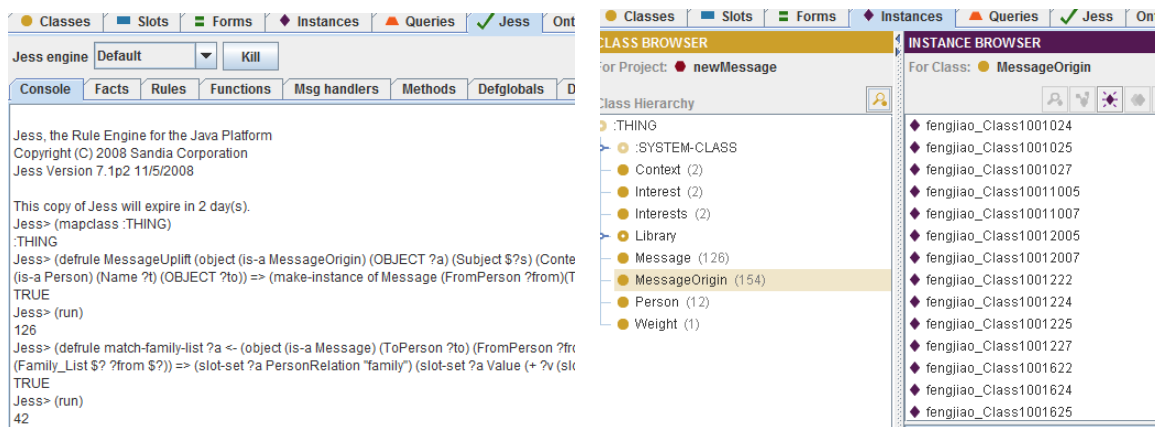 Classes Slots Forms Instances Queries Jess Ont
Jess engine Default Kill
Console Facts Rules Functions Msg handlers Methods Defglobals D
Jess, the Rule Engine for the Java Platform
Copyright (C) 2008 Sandia Corporation
Jess Version 7.1p2 11/5/2008
This copy of Jess will expire in 2 day(s).
Jess> (mapclass :THING)
:THING
Jess> (defrule MessageUplift (object (is-a MessageOrigin) (OBJECT ?a) (Subject $?s) (Conte
(is-a Person) (Name ?t) (OBJECT ?to)) => (make-instance of Message (FromPerson ?from)(T
TRUE
Jess> (run)
126
Jess> (defrule match-family-list ?a <- (object (is-a Message) (ToPerson ?to) (FromPerson ?fro
(Family_List $? ?from $?)) => (slot-set ?a PersonRelation "family") (slot-set ?a Value (+ ?v (slo
TRUE
Jess> (run)
42
Classes Slots Forms Instances Queries Jess Ont
CLASS BROWSER
For Project: newMessage
Class Hierarchy
:THING
:SYSTEM-CLASS
Context (2)
Interest (2)
Interests (2)
Library
Message (126)
MessageOrigin (154)
Person (12)
Weight (1)
INSTANCE BROWSER
For Class: MessageOrigin
fengjiao_Class1001024
fengjiao_Class1001025
fengjiao_Class1001027
fengjiao_Class10011005
fengjiao_Class10011007
fengjiao_Class10012005
fengjiao_Class10012007
fengjiao_Class1001222
fengjiao_Class1001224
fengjiao_Class1001225
fengjiao_Class1001227
fengjiao_Class1001622
fengjiao_Class1001624
fengjiao_Class1001625